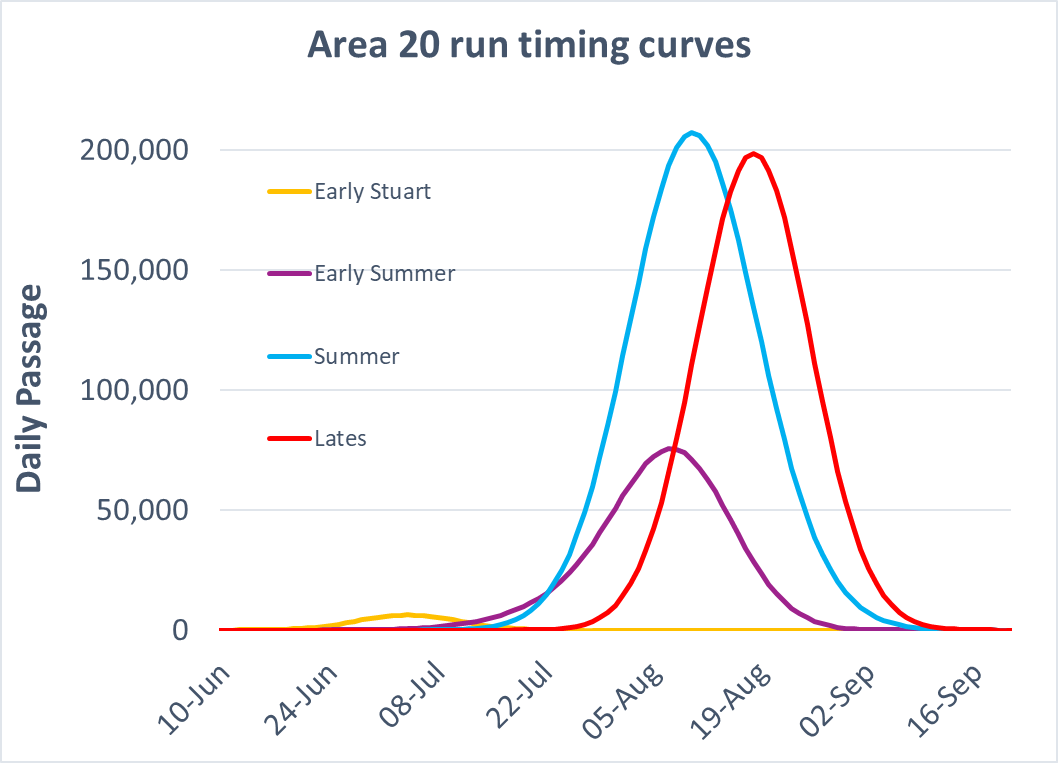 Area 20 run timing curves
Daily Passage
200,000
150,000
100,000
50,000
0
Early Stuart
Early Summer
Summer
Lates
10-Jun
24-Jun
08-Jul
22-Jul
05-Aug
19-Aug
02-Sep
16-Sep